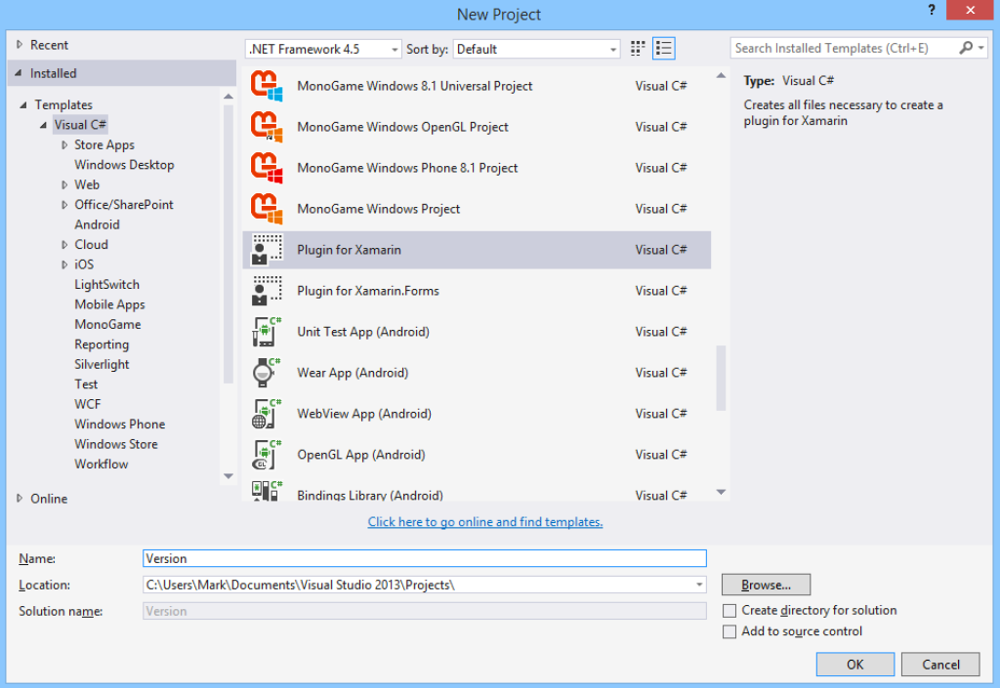 New Project
?
Recent
.NET Framework 4.5 Sort by: Default
Search Installed Templates (Ctrl+E)
Installed
Templates
Visual C#
Store Apps
Windows Desktop
Web
Office/SharePoint
Android
Cloud
iOS
LightSwitch
Mobile Apps
MonoGame
Reporting
Silverlight
Test
WCF
Windows Phone
Windows Store
Workflow
Online
MonoGame Windows 8.1 Universal Project Visual C#
MonoGame Windows OpenGL Project Visual C#
MonoGame Windows Phone 8.1 Project Visual C#
MonoGame Windows Project Visual C#
Plugin for Xamarin Visual C#
Plugin for Xamarin.Forms Visual C#
C#
Unit Test App (Android) Visual C#
C#
Wear App (Android) Visual C#
C#
WebView App (Android) Visual C#
C#
GL
OpenGL App (Android) Visual C#
C#
Bindings Library (Android) Visual C#
Type: Visual C#
Creates all files necessary to create a
plugin for Xamarin
Click here to go online and find templates.
Name: Version
Location: C:\Users\Mark\Documents\Visual Studio 2013\Projects\ Browse...
Solution name: Version
Create directory for solution
Add to source control
OK Cancel